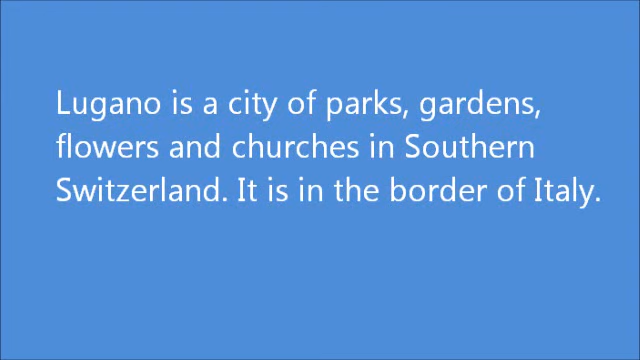 Lugano is a city of parks, gardens,
flowers and churches in Southern
Switzerland. It is in the border of Italy.